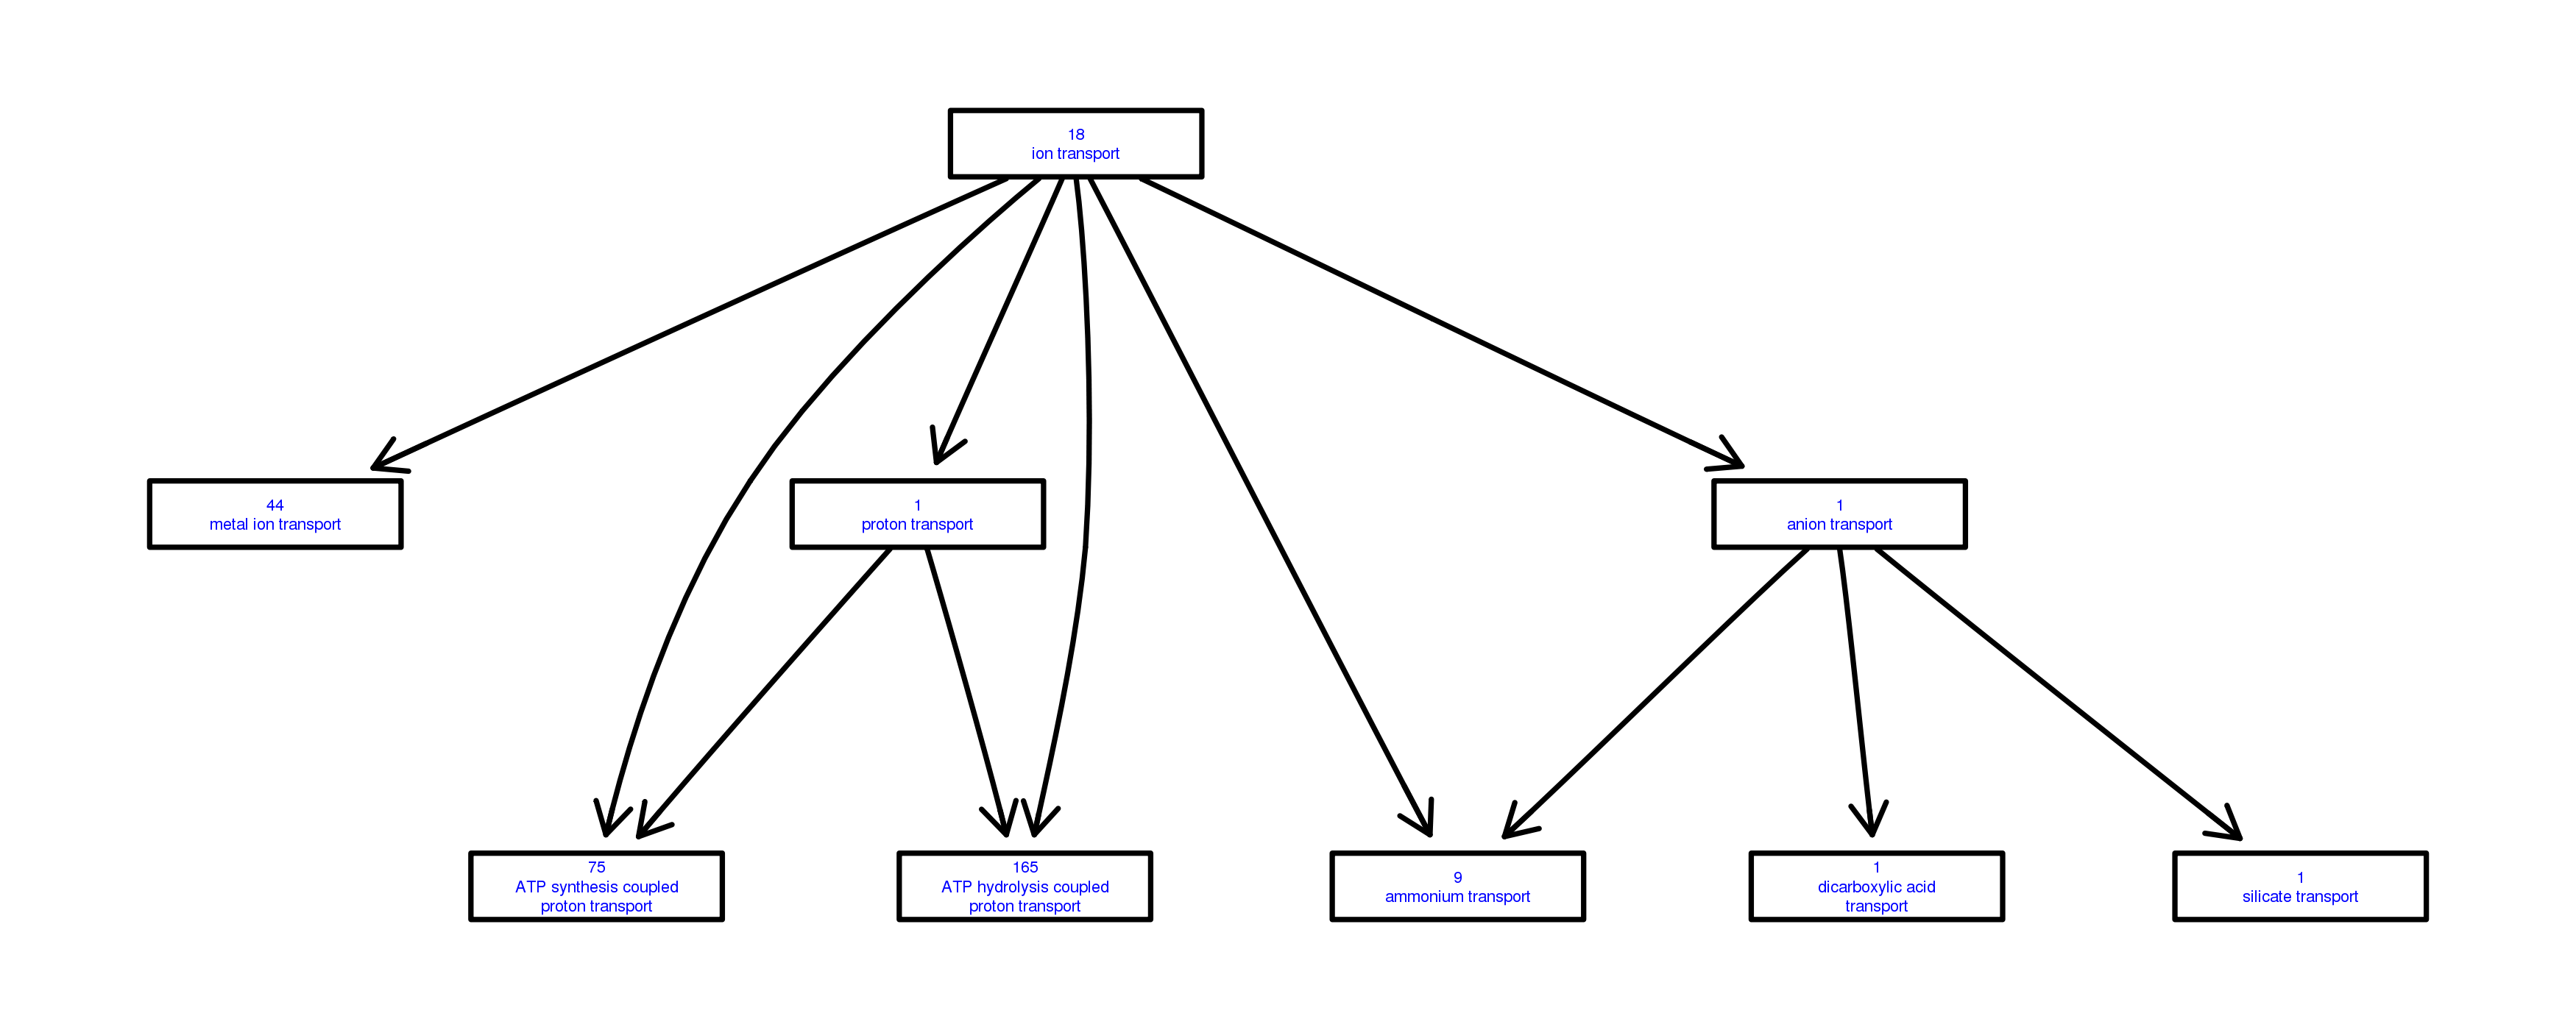 18
ion transport
44
metal ion transport
1
proton transport
1
anion transport
75
ATP synthesis coupled
proton transport
165
ATP hydrolysis coupled
proton transport
9
ammonium transport
1
dicarboxylic acid
transport
1
silicate transport